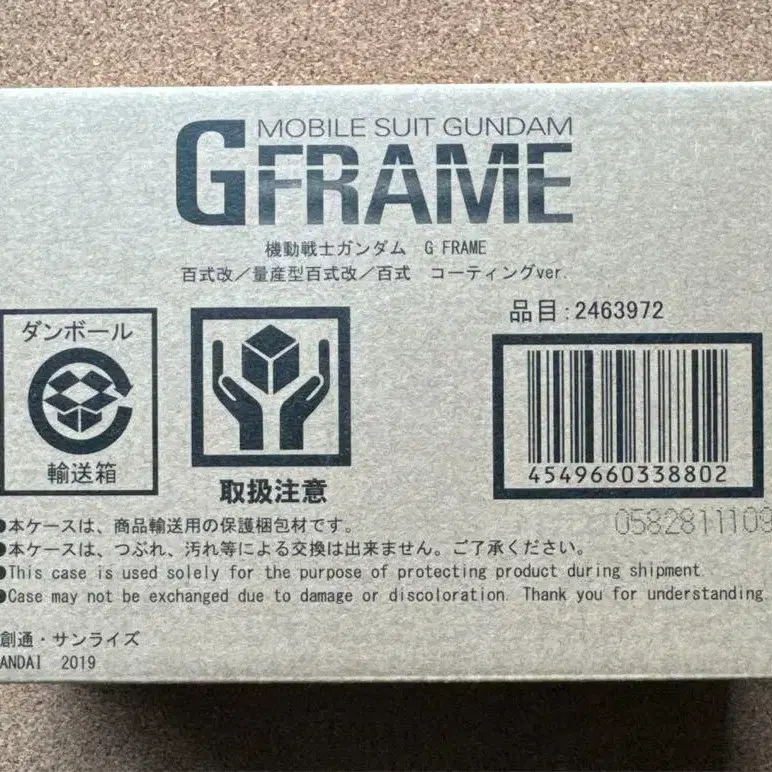 MOBILE SUIT GUNDAM
GFRAME
機動戦士ガンダム G FRAME
百式改/量産型百式改/百式 コーティングver.
品目:2463972
ダンボール
輸送箱
取扱注意
4549660338802
●本ケースは、商品輸送用の保護梱包材です。
0582811109
●本ケースは、つぶれ、汚れ等による交換は出来ません。ご了承ください。
●This case is used solely for the purpose of protecting product during shipment.
●Case may not be exchanged due to damage or discoloration. Thank you for understanding.
創通・サンライズ
ANDAI 2019